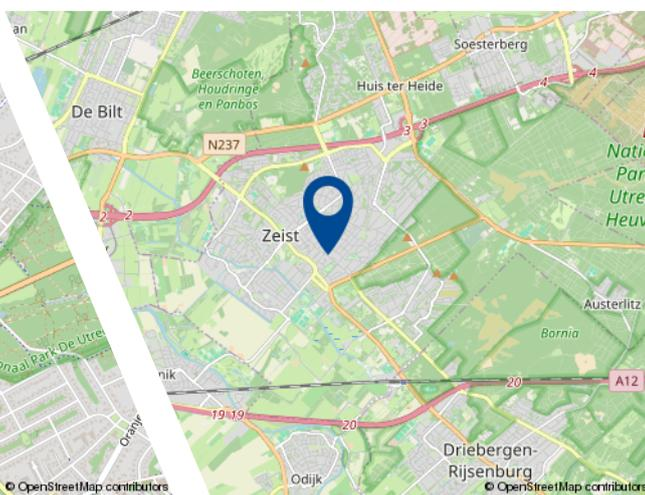 an
Soesterberg
Beerschoten,
Houdringe
en Panbos
Huis ter Heide
4
4
De Bilt
N237
3
3
Nati
Par
Utre
Heuv
2
2
Zeist
Austerlitz
Bornia
onaal Park De Utrec
nik
20
A12
19
19
20
Oranje
Driebergen-
Rijsenburg
Odijk
© OpenStreetMap contributors
© OpenStreetMap contributors